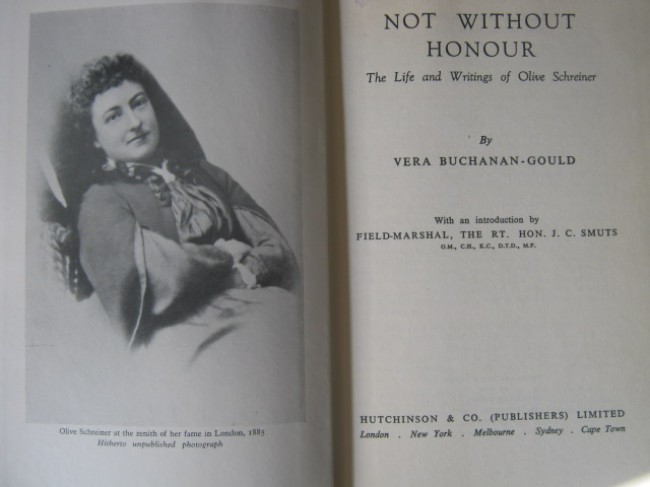 Olive Schreiner at the zenith of her fame in London, 1885
Hitherto unpublished photograph
NOT WITHOUT
HONOUR
The Life and Writings of Olive Schreiner
By
VERA BUCHANAN-GOULD
With an introduction by
FIELD-MARSHAL, THE RT. HON. J. C. SMUTS
O.M., C.H., K.C., D.T.D., M.P.
HUTCHINSON & CO. (PUBLISHERS) LIMITED
London . New York . Melbourne . Sydney . Cape Town